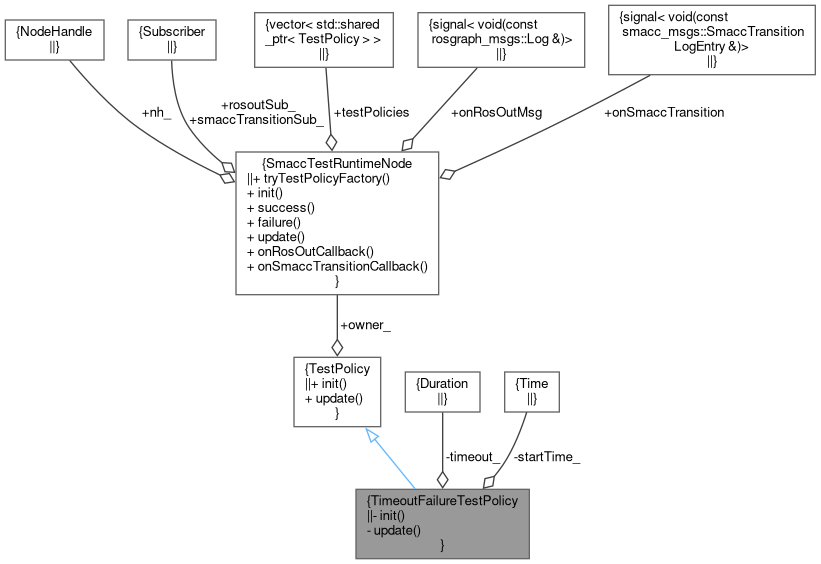 {NodeHandle
||}
{Subscriber
||}
{vector< std::shared
_ptr< TestPolicy > >
||}
{signal< void(const
rosgraph_msgs::Log &)>
||}
{signal< void(const
smacc_msgs::SmaccTransition
LogEntry &)>
||}
+nh_
+rosoutSub_
+smaccTransitionSub_
+testPolicies
+onRosOutMsg
+onSmaccTransition
{SmaccTestRuntimeNode
||+ tryTestPolicyFactory()
+ init()
+ success()
+ failure()
+ update()
+ onRosOutCallback()
+ onSmaccTransitionCallback()
}
+owner_
{TestPolicy
||+ init()
+ update()
}
{Duration
||}
{Time
||}
-timeout_
-startTime_
{TimeoutFailureTestPolicy
||- init()
- update()
}